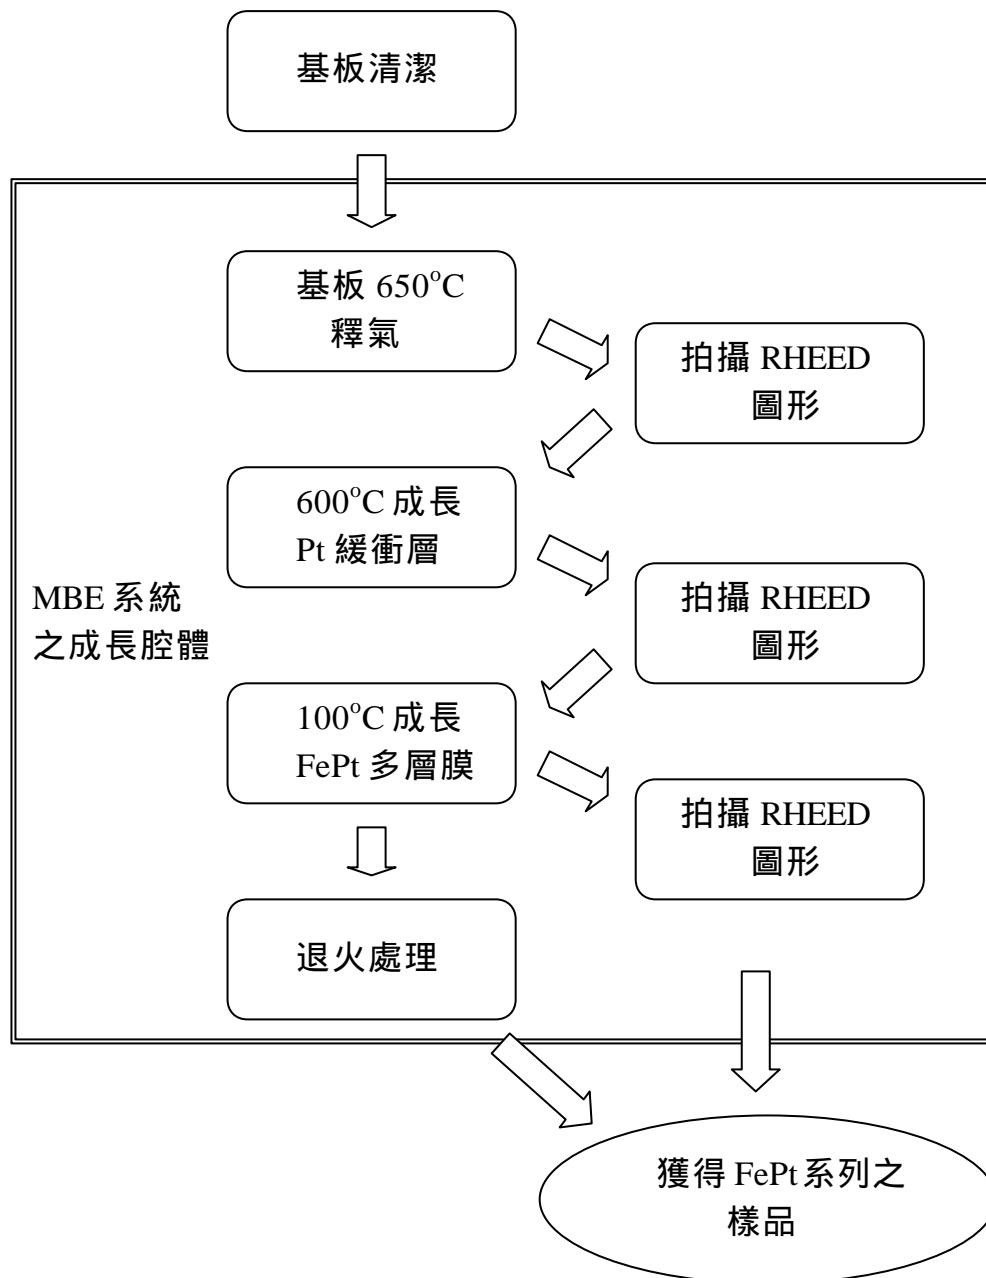 基板清潔
基板 650°C
釋氣
拍攝 RHEED
圖形
600°C 成長
Pt 緩衝層
MBE 系統
之成長腔體
拍攝 RHEED
圖形
100°C 成長
FePt 多層膜
拍攝 RHEED
圖形
退火處理
獲得 FePt 系列之
樣品